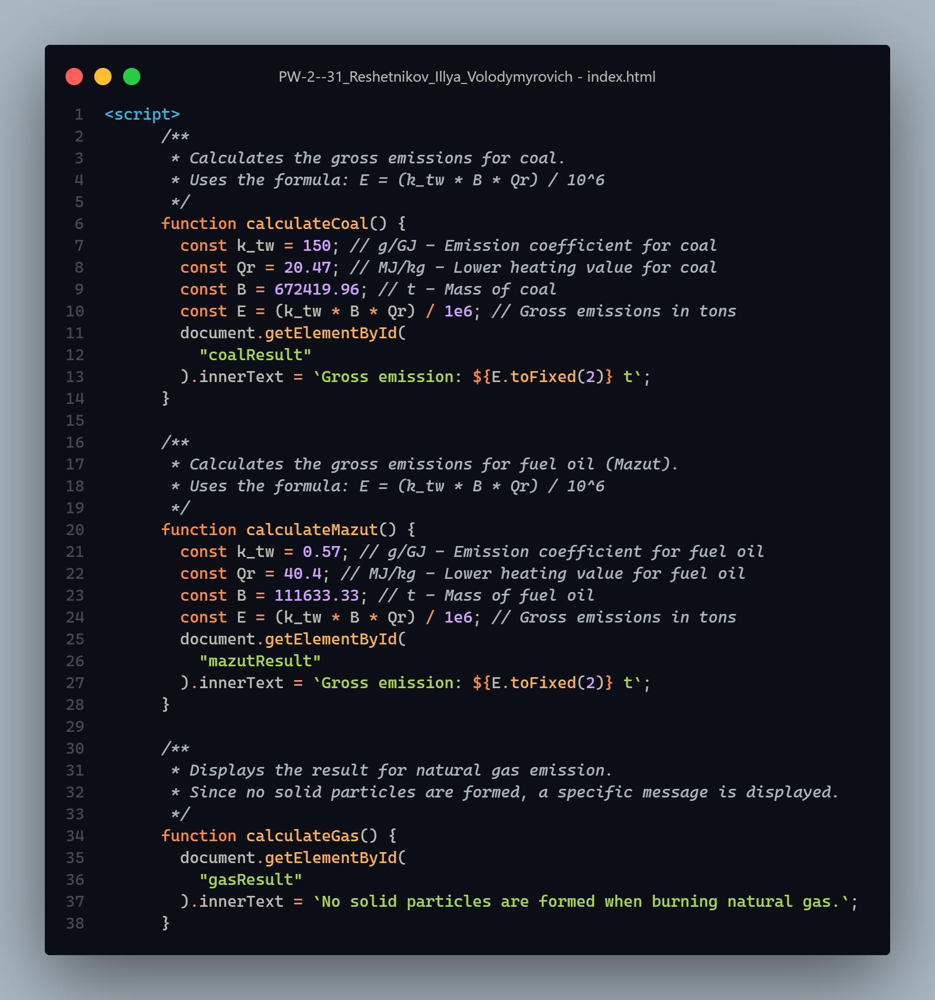 PW-2--31_Reshetnikov_Illya_Volodymyrovich - index.html
1 <script>
2 /**
3 * Calculates the gross emissions for coal.
4 * Uses the formula: E = (k_tw * B * Qr) / 10^6
5 */
6 function calculateCoal() {
7 const k_tw = 150; // g/GJ - Emission coefficient for coal
8 const Qr = 20.47; // MJ/kg - Lower heating value for coal
9 const B = 672419.96; // t - Mass of coal
10 const E = (k_tw * B * Qr) / 1e6; // Gross emissions in tons
11 document.getElementById(
12 "coalResult"
13 ).innerText = `Gross emission: ${E.toFixed(2)} t`;
14 }
15
16 /**
17 * Calculates the gross emissions for fuel oil (Mazut).
18 * Uses the formula: E = (k_tw * B * Qr) / 10^6
19 */
20 function calculateMazut() {
21 const k_tw = 0.57; // g/GJ - Emission coefficient for fuel oil
22 const Qr = 40.4; // MJ/kg - Lower heating value for fuel oil
23 const B = 111633.33; // t - Mass of fuel oil
24 const E = (k_tw * B * Qr) / 1e6; // Gross emissions in tons
25 document.getElementById(
26 "mazutResult"
27 ).innerText = `Gross emission: ${E.toFixed(2)} t`;
28 }
29
30 /**
31 * Displays the result for natural gas emission.
32 * Since no solid particles are formed, a specific message is displayed.
33 */
34 function calculateGas() {
35 document.getElementById(
36 "gasResult"
37 ).innerText = `No solid particles are formed when burning natural gas.`;
38 }